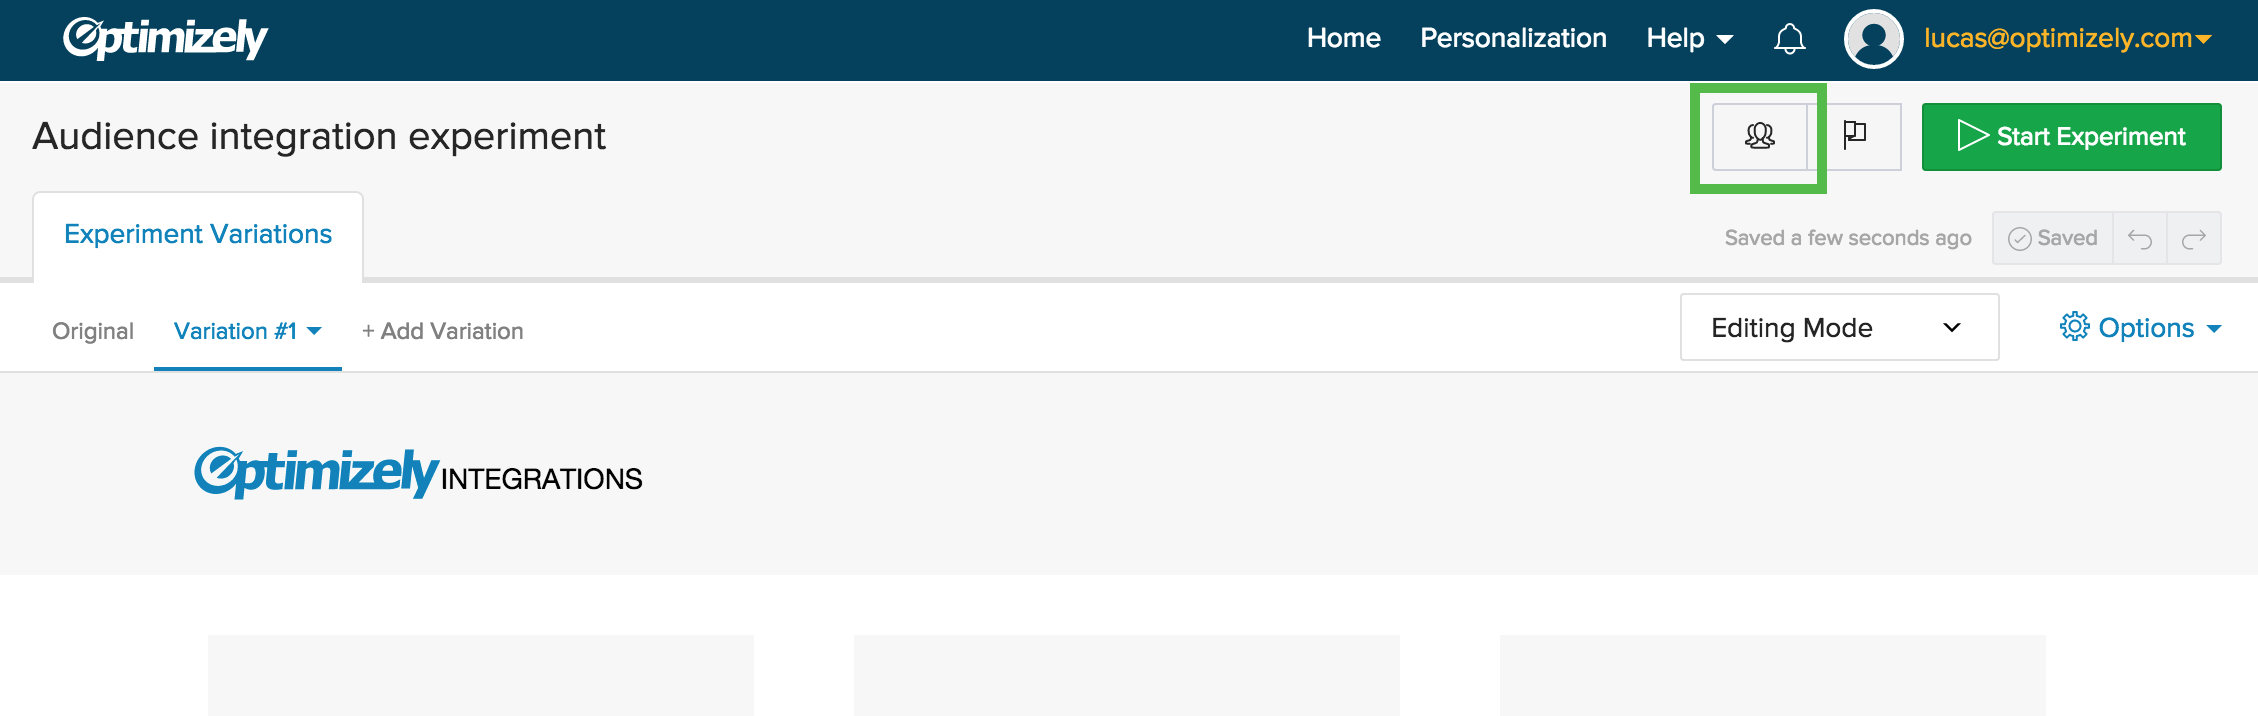 Optimizely
Home Personalization Help lucas@optimizely.com
Audience integration experiment
Start Experiment
Experiment Variations
Saved a few seconds ago Saved
Original Variation #1 + Add Variation Editing Mode Options
Optimizely INTEGRATIONS